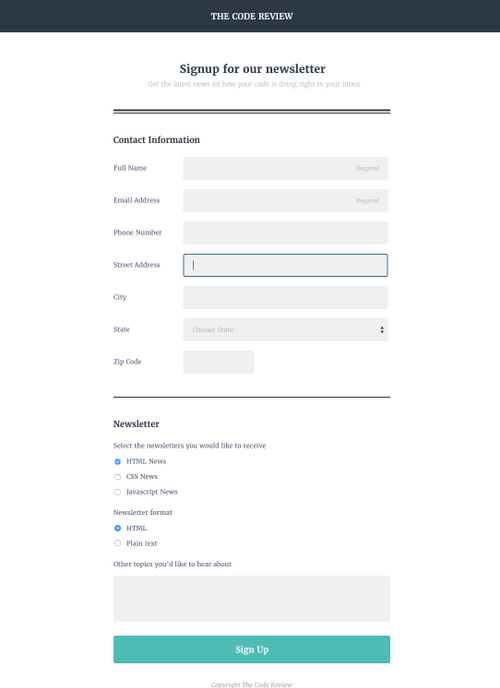 THE CODE REVIEW
Signup for our newsletter
Get the latest news on how your code is doing right in your inbox
Contact Information
Full Name
Required
Email Address
Required
Phone Number
Street Address
City
State
Choose State
Zip Code
Newsletter
Select the newsletters you would like to receive
HTML News
CSS News
Javascript News
Newsletter format
HTML
Plain text
Other topics you'd like to hear about
Sign Up
Copyright The Code Review